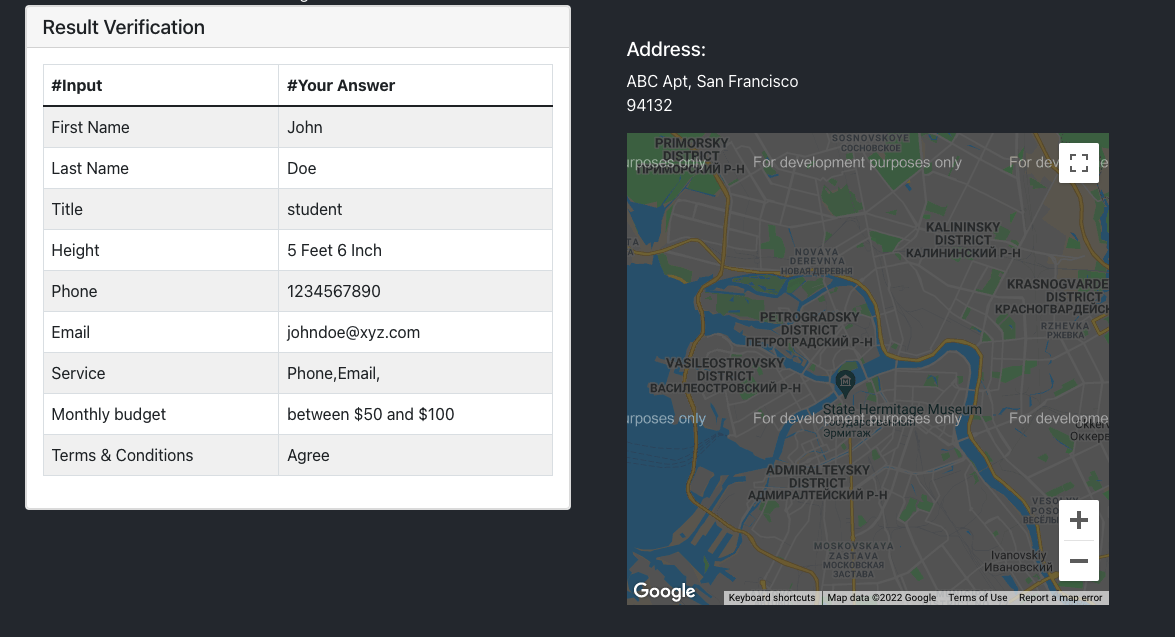 Result Verification
#Input #Your Answer
First Name John
Last Name Doe
Title student
Height 5 Feet 6 Inch
Phone 1234567890
Email johndoe@xyz.com
Service Phone,Email,
Monthly budget between $50 and $100
Terms & Conditions Agree
Address:
ABC Apt, San Francisco
94132
SOSNOVSKOYE
СОСНОВСКОЕ
PRIMORSKY
DISTRICT
ПРИМОРСКИЙ Р-Н
urposes only For development purposes only For dev
KALININSKY
DISTRICT
КАЛИНИНСКИЙ Р-Н
NOVAYA
DEREVNYA
НОВАЯ ДЕРЕВНЯ
KRASNOGVARDE
DISTRICT
КРАСНОГВАРДЕЙС
RZHEVKA
РЖЕВКА
PETROGRADSKY
DISTRICT
ПЕТРОГРАДСКИЙ Р-Н
VASILEOSTROVSKY
DISTRICT
ВАСИЛЕОСТРОВСКИЙ Р-Н
State Hermitage Museum
Государственный
Эрмитаж
urposes only For development purposes only For developme
Оккерв
ADMIRALTEYSKY
DISTRICT
АДМИРАЛТЕЙСКИЙ Р-Н
MOSKOVSKAYA
ZASTAVA
МОСКОВСКАЯ
ЗАСТАВА
Ivanovskiy
Ивановский
+
−
Google
Keyboard shortcuts Map data ©2022 Google Terms of Use Report a map error